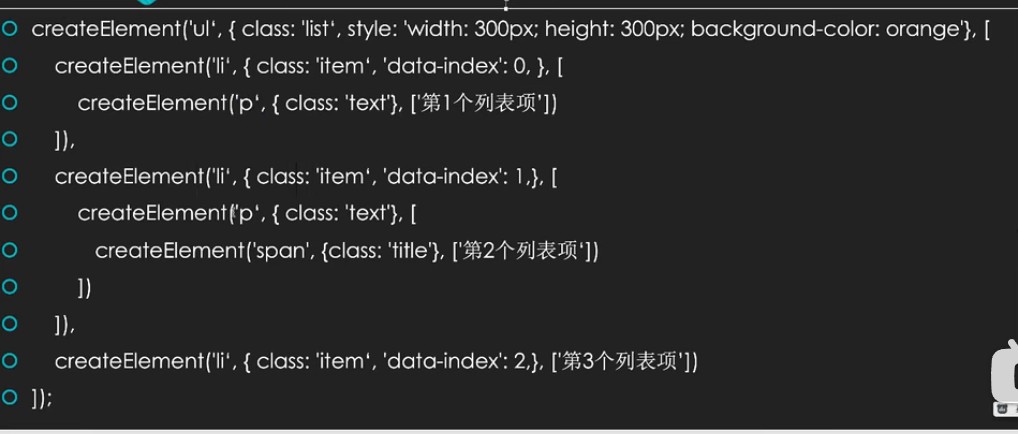 createElement('ul‘, { class: 'list‘, style: 'width: 300px; height: 300px; background-color: orange'}, [
createElement('li‘, { class: 'item‘, 'data-index': 0, }, [
createElement('p‘, { class: 'text'}, ['第1个列表项’])
]),
createElement('li‘, { class: 'item‘, 'data-index': 1,}, [
createElement('p‘, { class: 'text'}, [
createElement('span', {class: 'title'}, ['第2个列表项‘])
])
]),
createElement('li‘, { class: 'item‘, 'data-index': 2,}, ['第3个列表项’])
]);